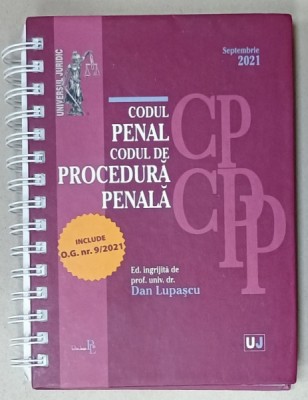 Septembrie
2021
UNIVERSUL JURIDIC
CP
CPP
CODUL
PENAL
CODUL DE
PROCEDURĂ
PENALĂ
INCLUDE
O.G. nr. 9/2021
Ed. îngrijită de
prof. univ. dr.
Dan Lupașcu
UJ